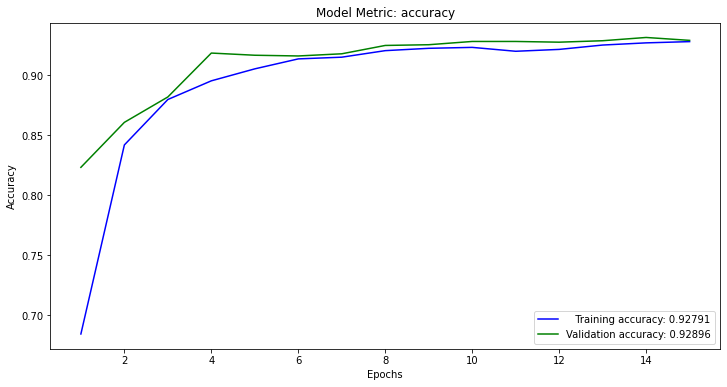 Model Metric: accuracy
Accuracy
0.90
0.85
0.80
0.75
0.70
Training accuracy: 0.92791
Validation accuracy: 0.92896
2 4 6 8 10 12 14
Epochs